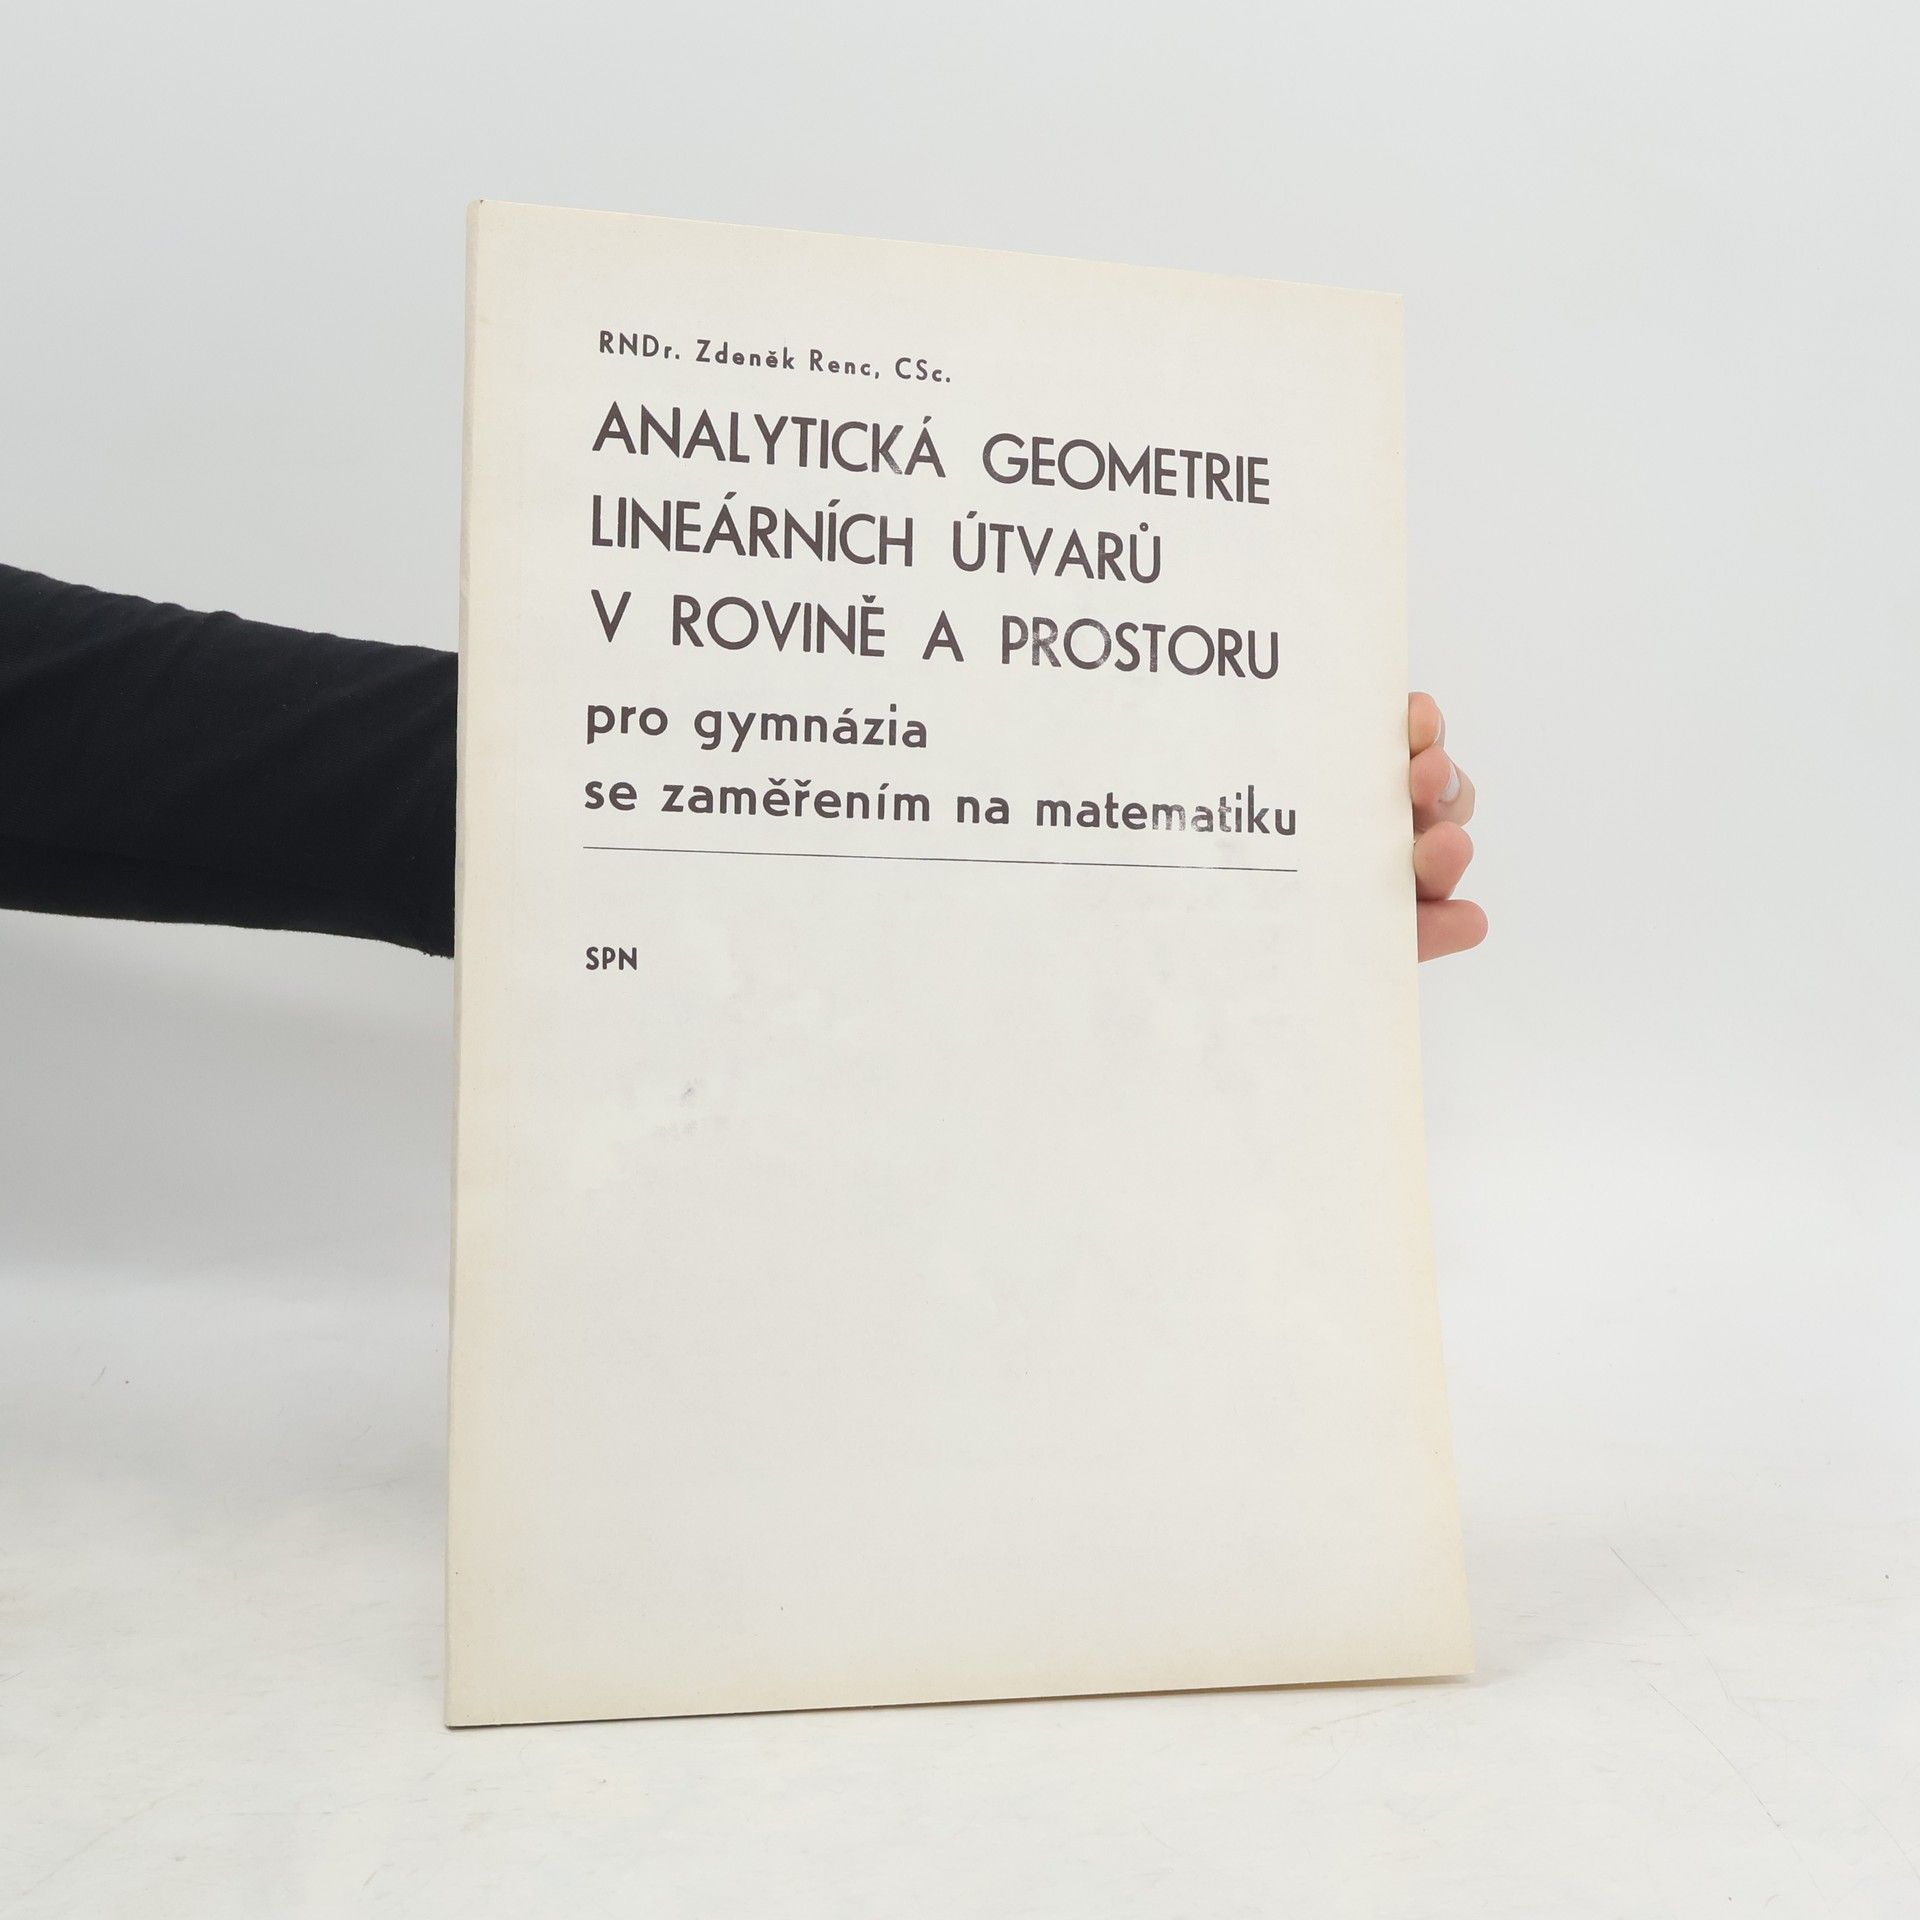 RNDr. Zdeněk Renc, CSc.
ANALYTICKÁ GEOMETRIE
LINEÁRNÍCH ÚTVARŮ
V ROVINĚ A PROSTORU
pro gymnázia
se zaměřením na matematiku
SPN